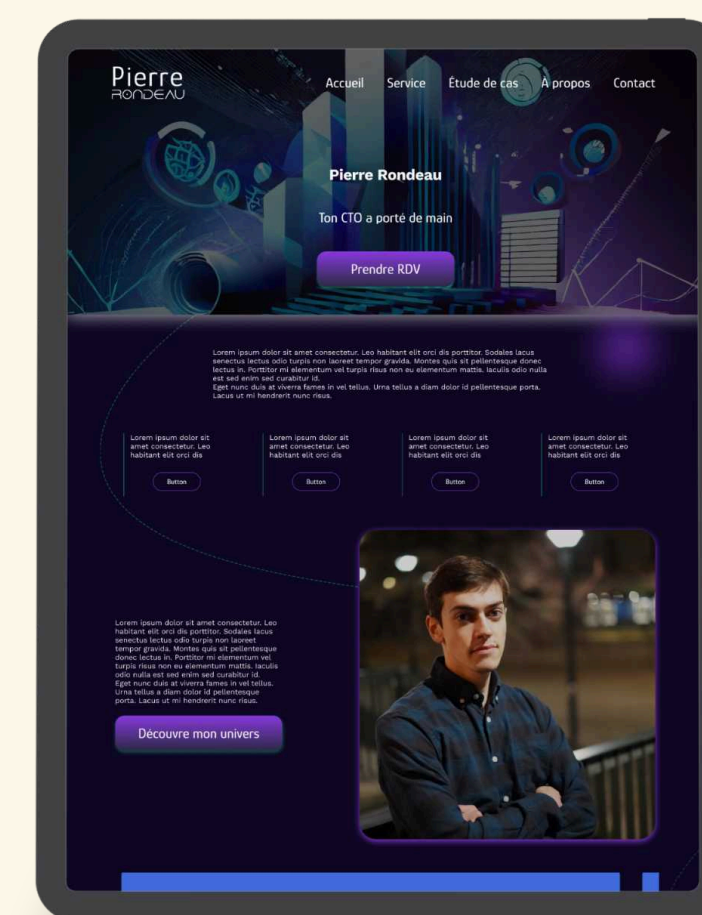 Pierre
RONDEAU
Accueil Service Étude de cas À propos Contact
Pierre Rondeau
Ton CTO a porté de main
Prendre RDV
Lorem ipsum dolor sit amet consectetur. Leo habitant elit orci dis porttitor. Sodales lacus
senectus lectus odio turpis non laoreet tempor gravida. Montes quis sit pellentesque donec
lectus in. Porttitor mi elementum vel turpis risus non eu elementum mattis. Iaculis odio nulla
est sed enim sed curabitur id.
Eget nunc duis at viverra fames in vel tellus. Urna tellus a diam dolor id pellentesque porta.
Lacus ut mi hendrerit nunc risus.
Lorem ipsum dolor sit
amet consectetur. Leo
habitant elit orci dis
Button
Lorem ipsum dolor sit
amet consectetur. Leo
habitant elit orci dis
Button
Lorem ipsum dolor sit
amet consectetur. Leo
habitant elit orci dis
Button
Lorem ipsum dolor sit
amet consectetur. Leo
habitant elit orci dis
Button
Lorem ipsum dolor sit amet consectetur. Leo
habitant elit orci dis porttitor. Sodales lacus
senectus lectus odio turpis non laoreet
tempor gravida. Montes quis sit pellentesque
donec lectus in. Porttitor mi elementum vel
turpis risus non eu elementum mattis. Iaculis
odio nulla est sed enim sed curabitur id.
Eget nunc duis at viverra fames in vel tellus.
Urna tellus a diam dolor id pellentesque
porta. Lacus ut mi hendrerit nunc risus.
Découvre mon univers